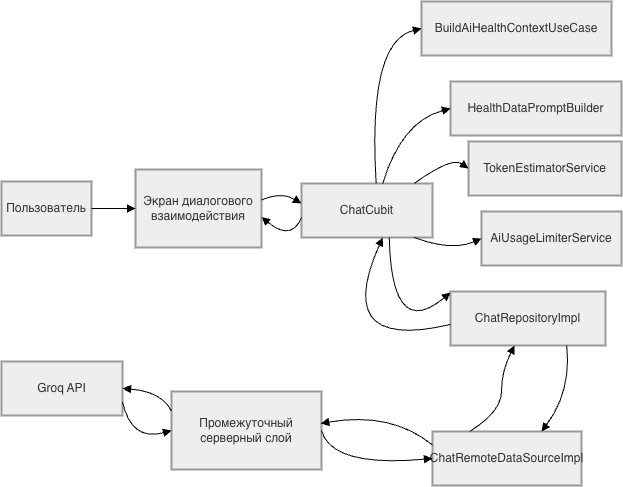 BuildAiHealthContextUseCase
HealthDataPromptBuilder
TokenEstimatorService
Пользователь
Экран диалогового
взаимодействия
ChatCubit
AiUsageLimiterService
ChatRepositoryImpl
Groq API
Промежуточный
серверный слой
ChatRemoteDataSourceImpl